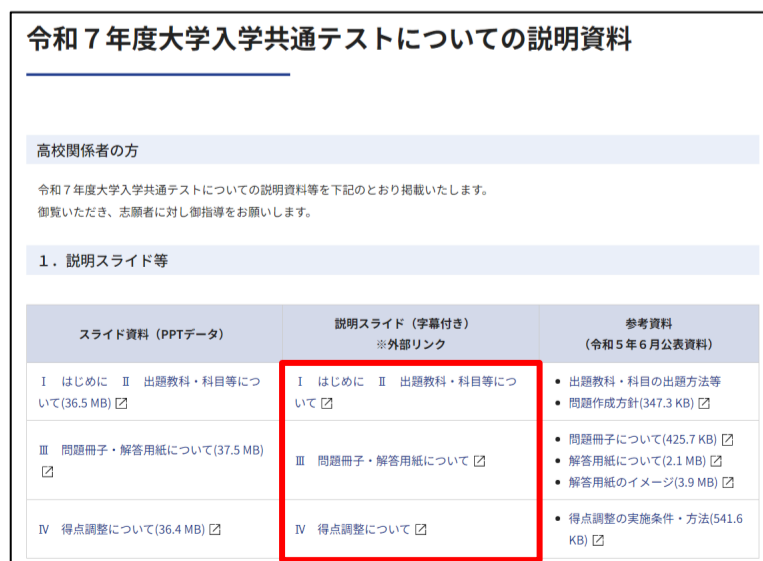 令和７年度大学入学共通テストについての説明資料
高校関係者の方
令和７年度大学入学共通テストについての説明資料等を下記のとおり掲載いたします。
御覧いただき、志願者に対し御指導をお願いします。
１．説明スライド等
スライド資料（PPTデータ）
説明スライド（字幕付き）
※外部リンク
参考資料
（令和５年６月公表資料）
Ⅰ　はじめに　Ⅱ　出題教科・科目等につ
いて(36.5 MB)
Ⅰ　はじめに　Ⅱ　出題教科・科目等につ
いて
• 出題教科・科目の出題方法等
• 問題作成方針(347.3 KB)
Ⅲ　問題冊子・解答用紙について(37.5 MB)
Ⅲ　問題冊子・解答用紙について
• 問題冊子について(425.7 KB)
• 解答用紙について(2.1 MB)
• 解答用紙のイメージ(3.9 MB)
Ⅳ　得点調整について(36.4 MB)
Ⅳ　得点調整について
• 得点調整の実施条件・方法(541.6
KB)